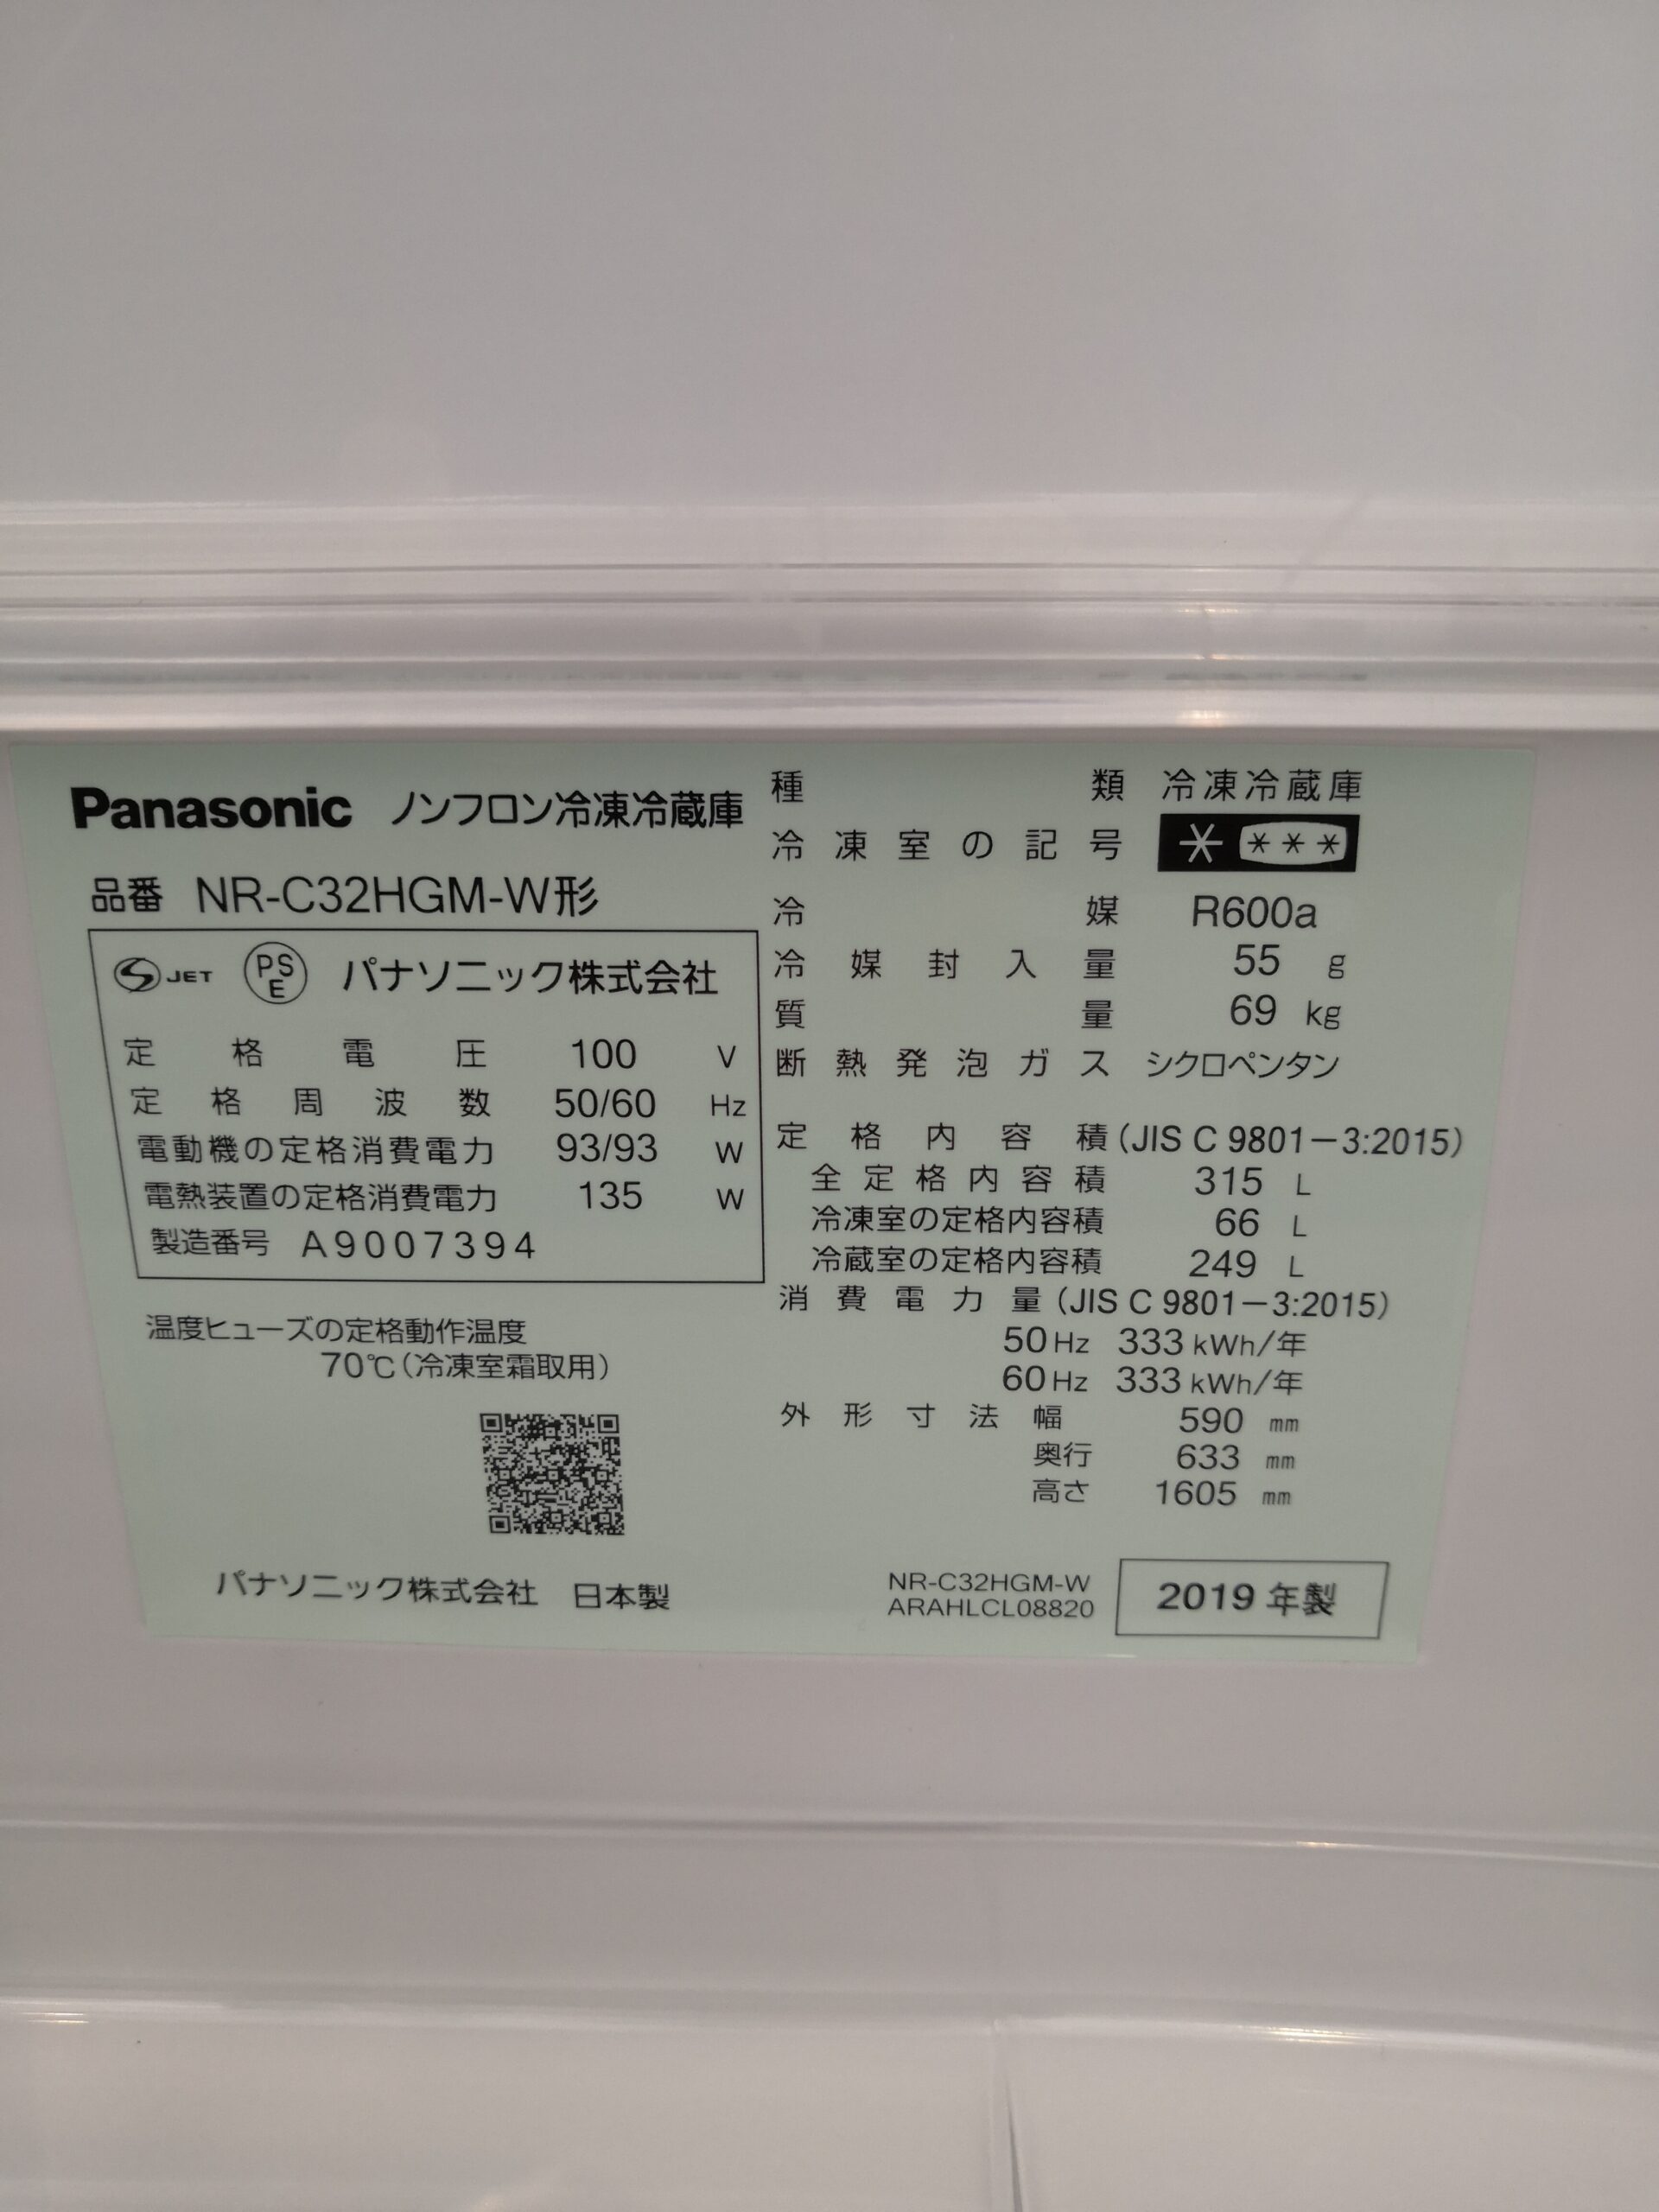 Panasonic ノンフロン冷凍冷蔵庫
品番 NR-C32HGM-W形
S JET PSE パナソニック株式会社
定格電圧 100 V
定格周波数 50/60 Hz
電動機の定格消費電力 93/93 W
電熱装置の定格消費電力 135 W
製造番号 A9007394
温度ヒューズの定格動作温度
70℃(冷凍室霜取用)
パナソニック株式会社 日本製
種類 冷凍冷蔵庫
冷凍室の記号 * ***
冷媒 R600a
冷媒封入量 55 g
質量 69 kg
断熱発泡ガス シクロペンタン
定格内容積(JIS C 9801-3:2015)
全定格内容積 315 L
冷凍室の定格内容積 66 L
冷蔵室の定格内容積 249 L
消費電力量(JIS C 9801-3:2015)
50Hz 333 kWh/年
60Hz 333 kWh/年
外形寸法 幅 590 mm
奥行 633 mm
高さ 1605 mm
NR-C32HGM-W
ARAHLCL08820
2019年製